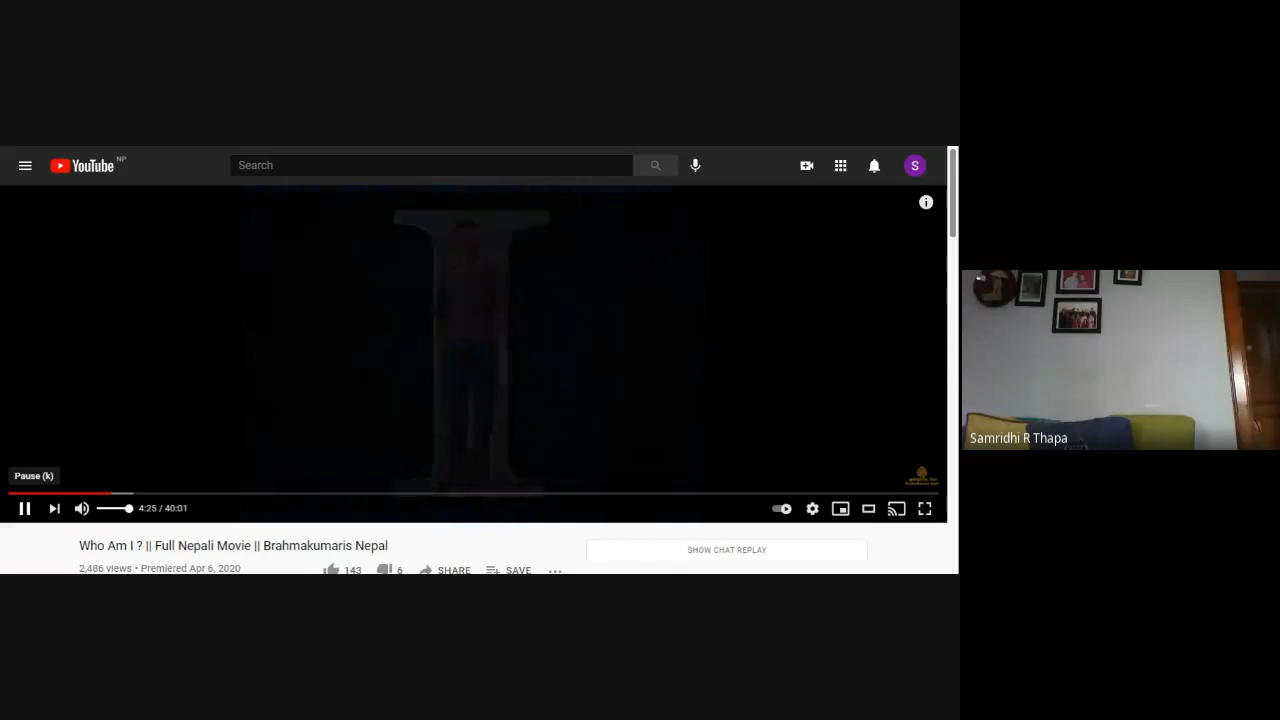 YouTube NP
Search
S
I
Pause (k)
4:25 / 40:01
Who Am I ? || Full Nepali Movie || Brahmakumaris Nepal
SHOW CHAT REPLAY
2,486 views • Premiered Apr 6, 2020
143
6
SHARE
SAVE
Samridhi R Thapa